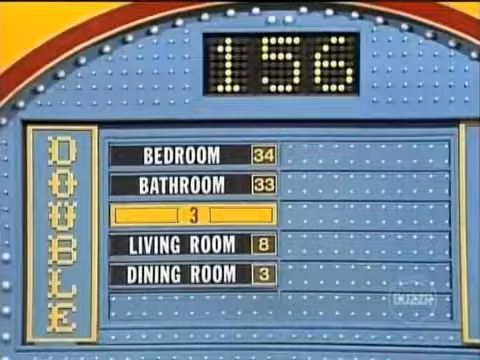 156
DOUBLE
BEDROOM 34
BATHROOM 33
3
LIVING ROOM 8
DINING ROOM 3